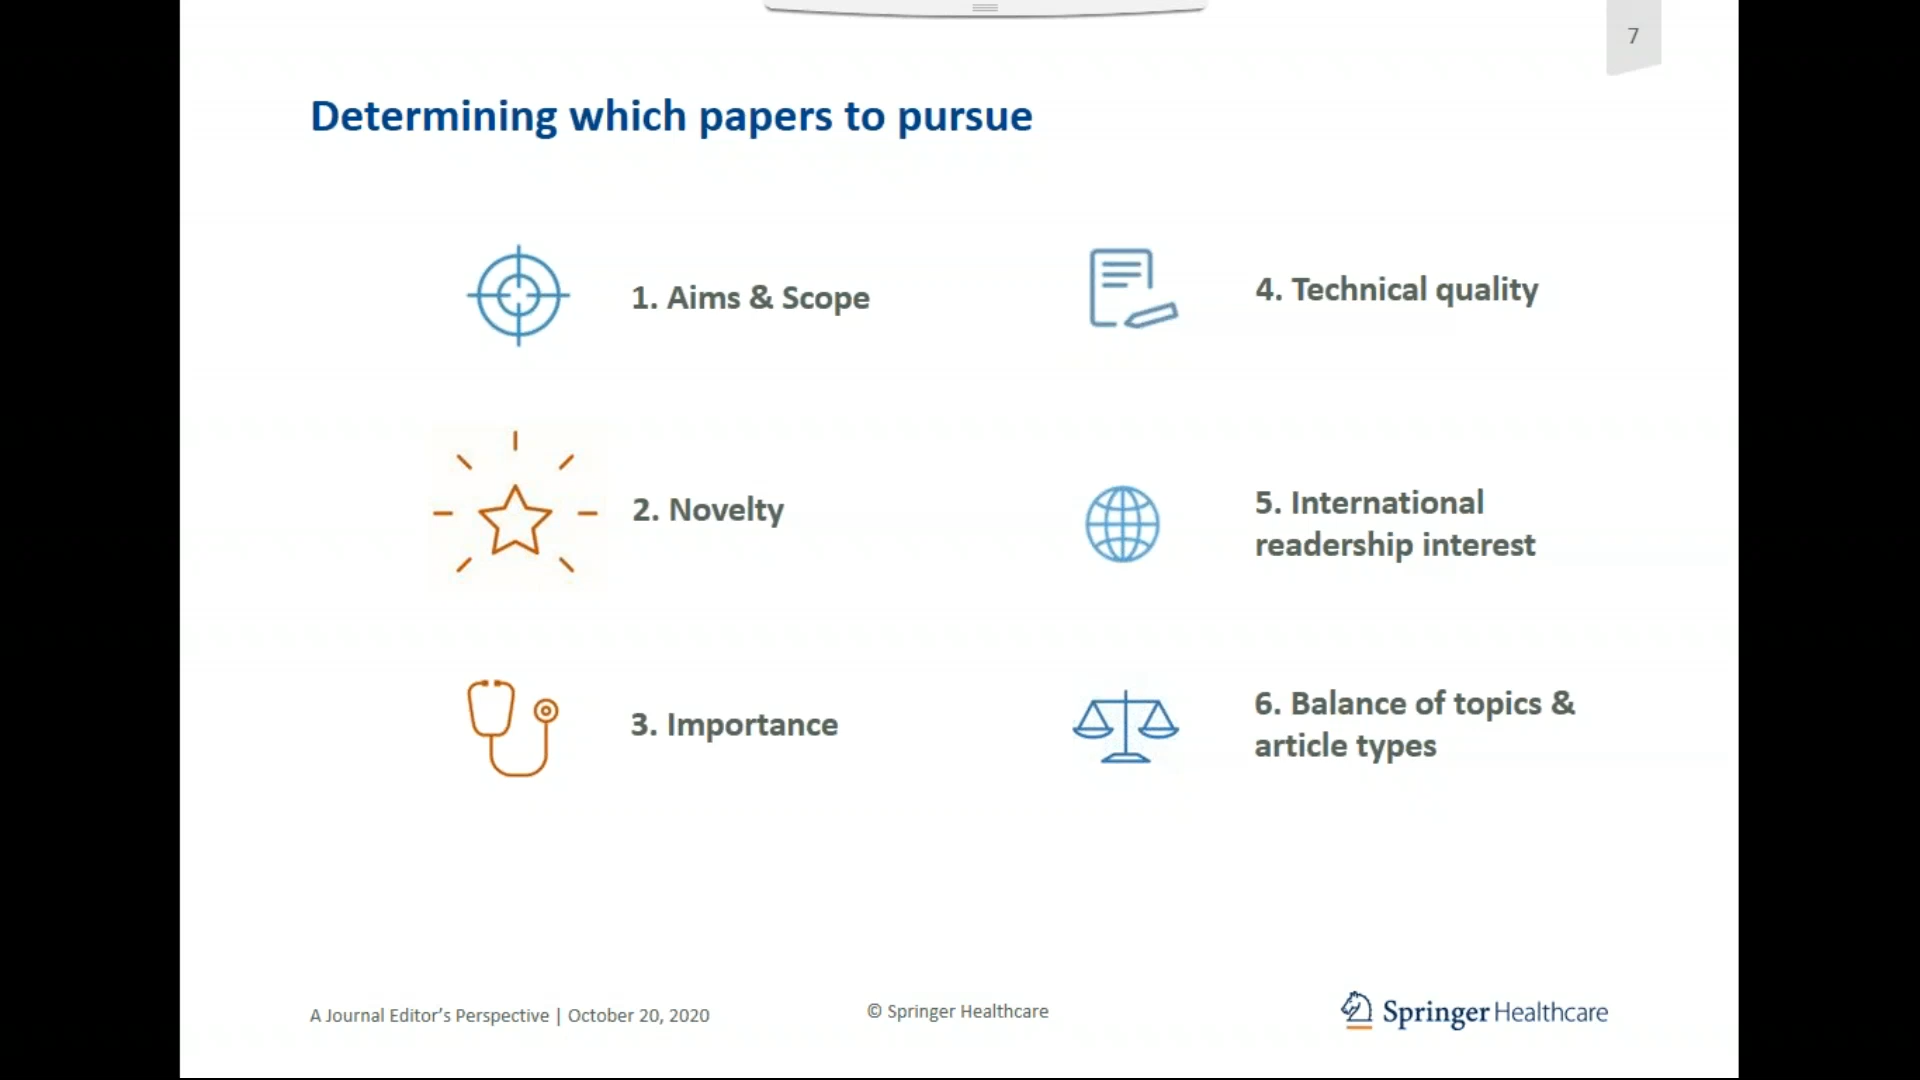 7
Determining which papers to pursue
1. Aims & Scope
2. Novelty
3. Importance
4. Technical quality
5. International
readership interest
6. Balance of topics &
article types
A Journal Editor's Perspective | October 20, 2020
© Springer Healthcare
Springer Healthcare